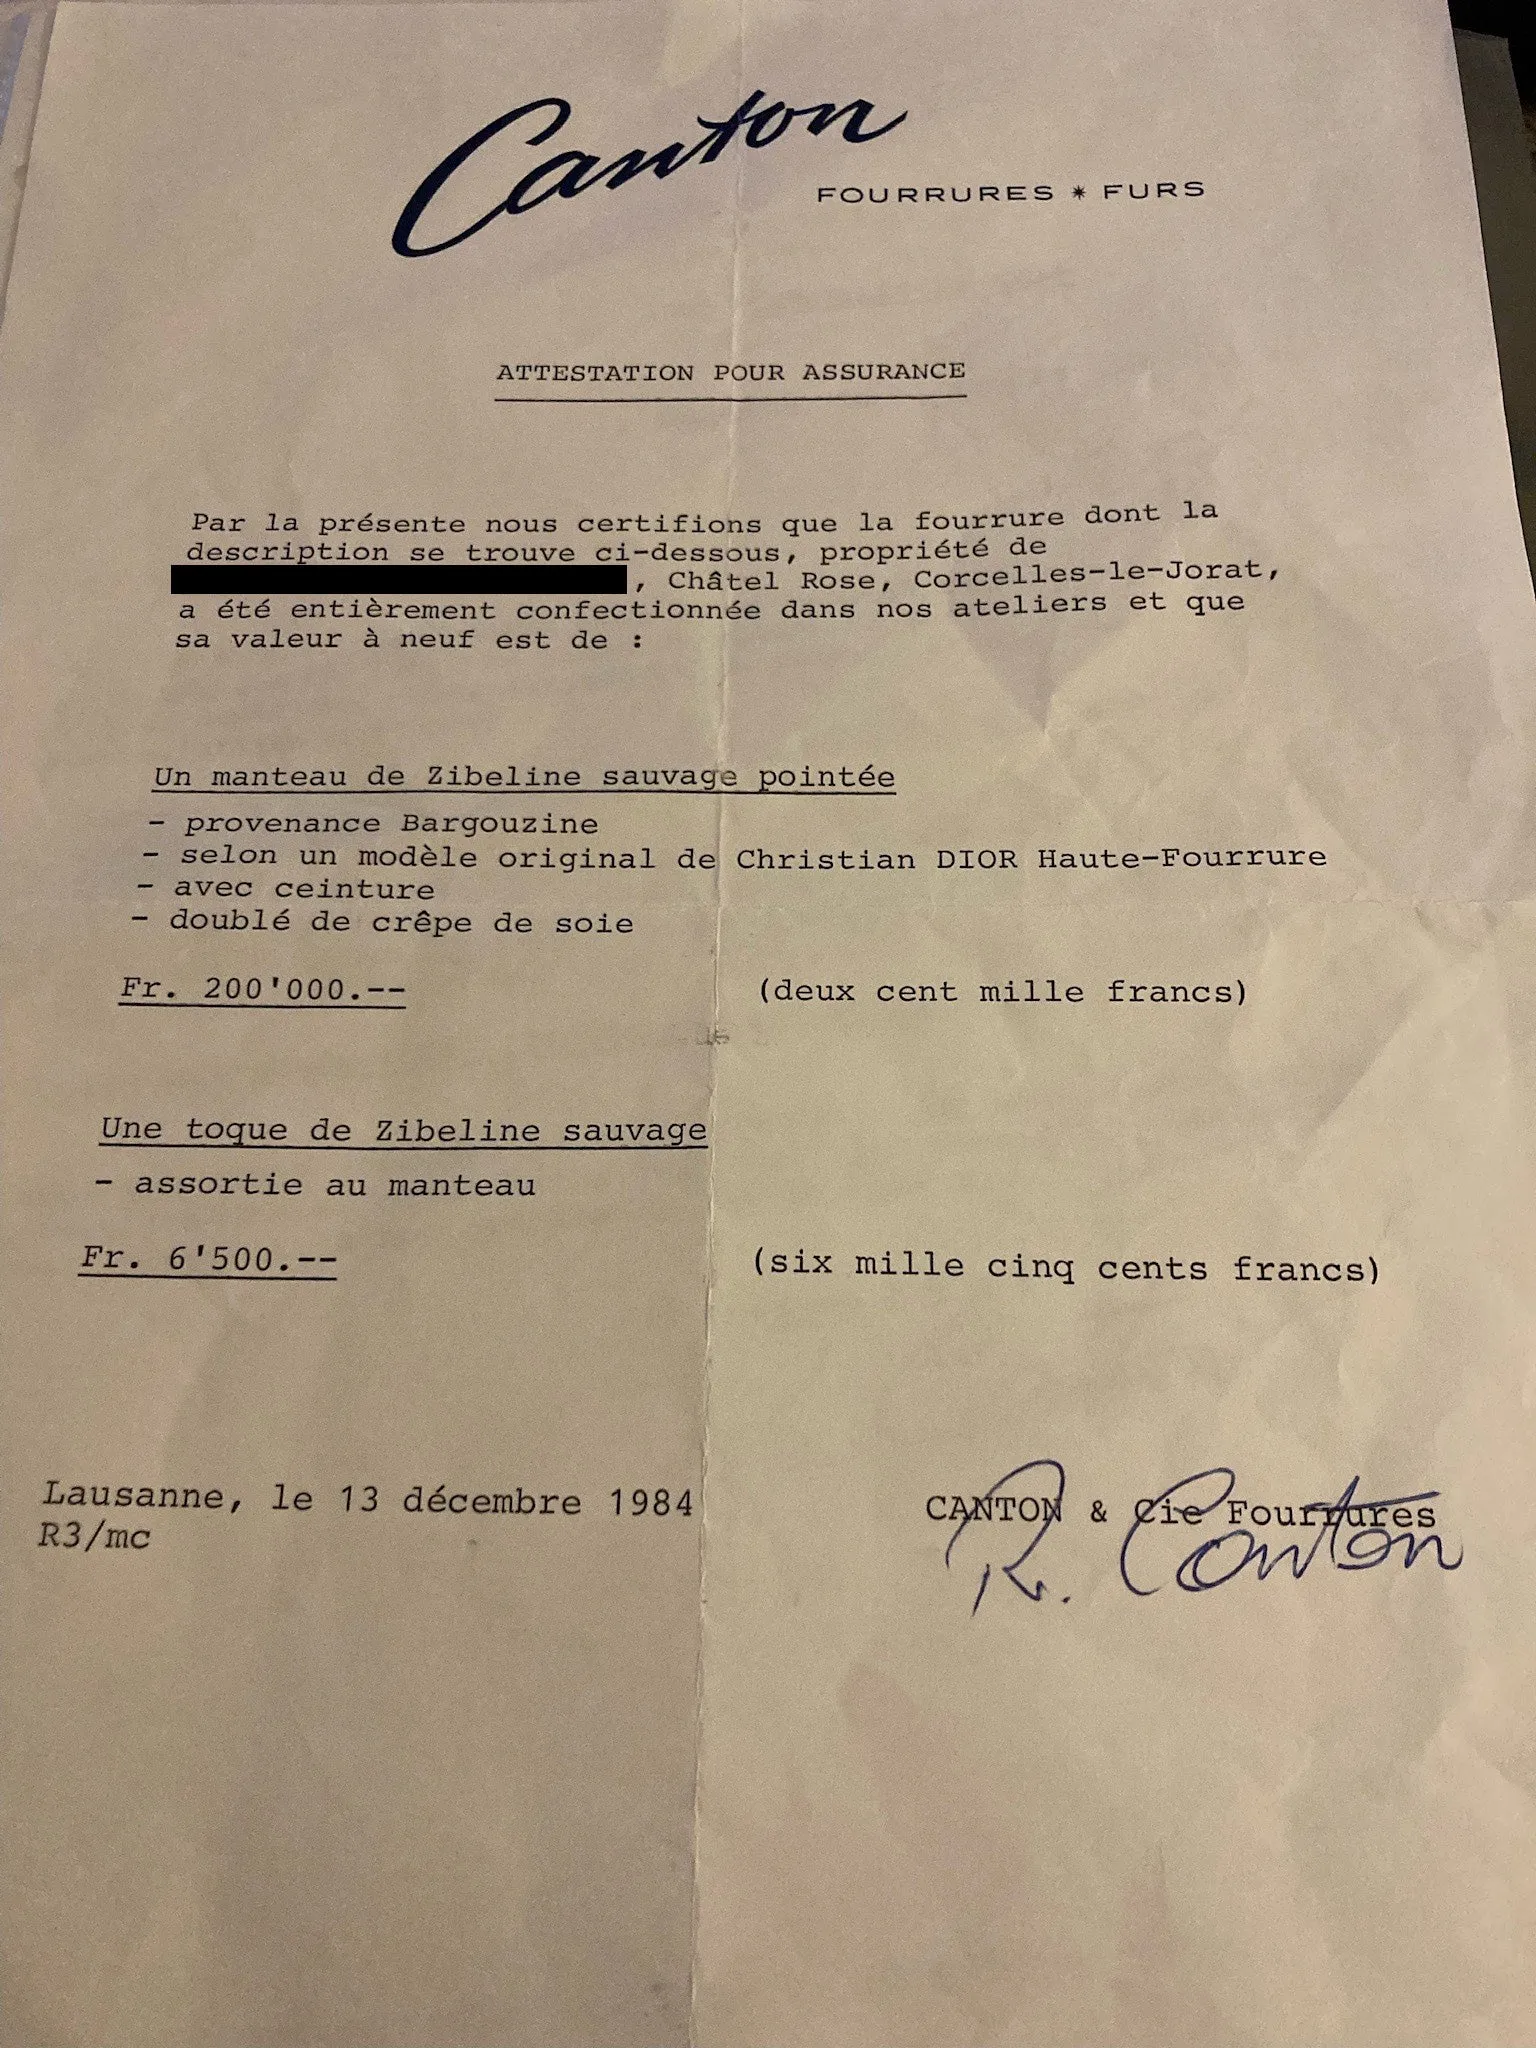 Canton
FOURRURES * FURS
ATTESTATION POUR ASSURANCE
Par la présente nous certifions que la fourrure dont la
description se trouve ci-dessous, propriété de
, Châtel Rose, Corcelles-le-Jorat,
a été entièrement confectionnée dans nos ateliers et que
sa valeur à neuf est de :
Un manteau de Zibeline sauvage pointée
- provenance Bargouzine
- selon un modèle original de Christian DIOR Haute-Fourrure
- avec ceinture
- doublé de crêpe de soie
Fr. 200'000.-- (deux cent mille francs)
Une toque de Zibeline sauvage
- assortie au manteau
Fr. 6'500.-- (six mille cinq cents francs)
Lausanne, le 13 décembre 1984 CANTON & Cie Fourrures
R3/mc R. Canton